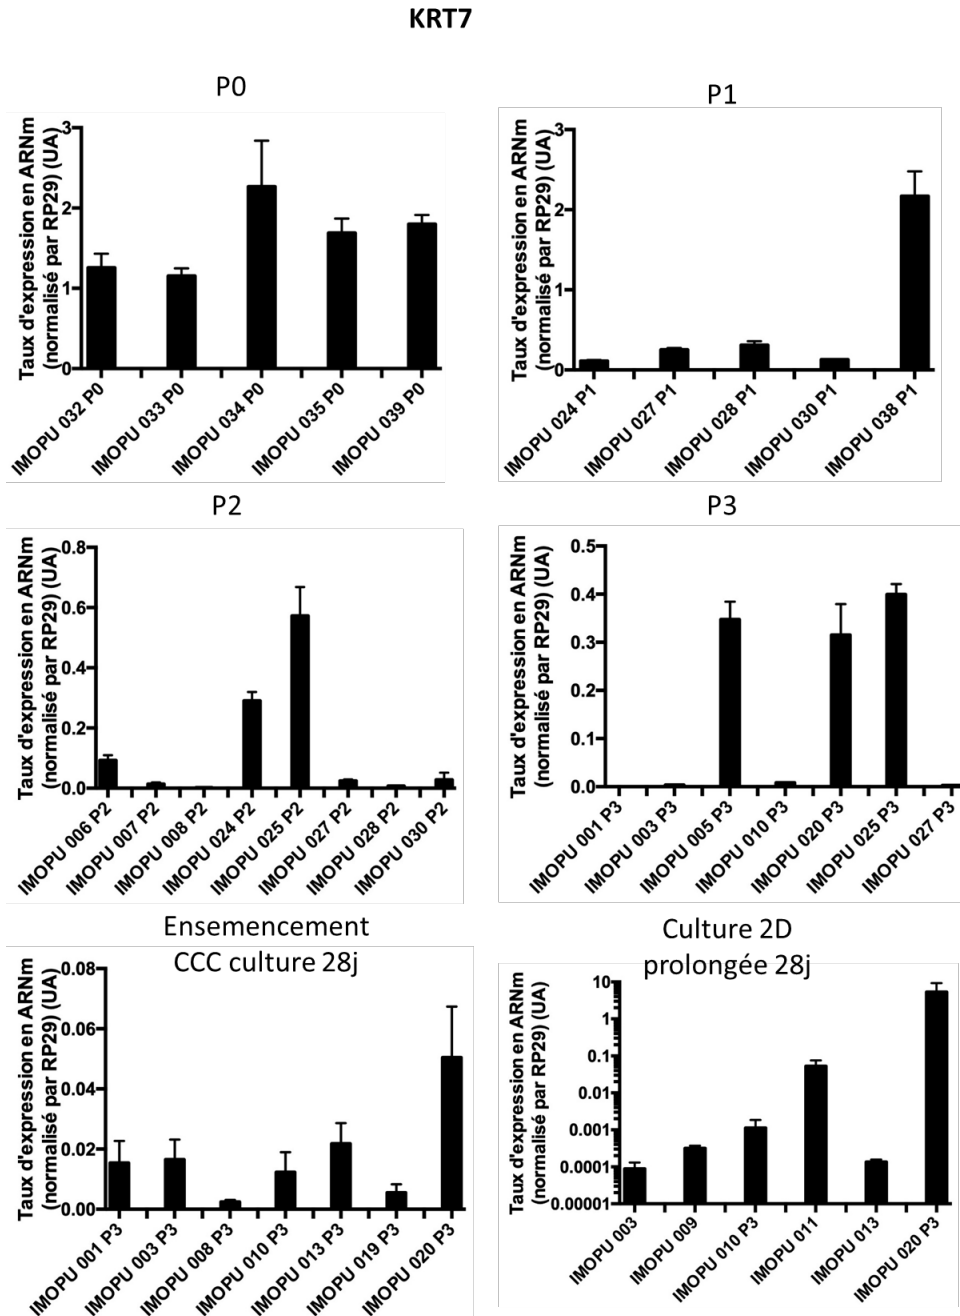 KRT7
P0
Taux d'expression en ARNm
(normalisé par RP29) (UA)
3
2
1
0
IMOPU 032 P0
IMOPU 033 P0
IMOPU 034 P0
IMOPU 035 P0
IMOPU 039 P0
P1
Taux d'expression en ARNm
(normalisé par RP29) (UA)
3
2
1
0
IMOPU 024 P1
IMOPU 027 P1
IMOPU 028 P1
IMOPU 030 P1
IMOPU 038 P1
P2
Taux d'expression en ARNm
(normalisé par RP29) (UA)
0.8
0.6
0.4
0.2
0.0
IMOPU 006 P2
IMOPU 007 P2
IMOPU 008 P2
IMOPU 024 P2
IMOPU 025 P2
IMOPU 027 P2
IMOPU 028 P2
IMOPU 030 P2
P3
Taux d'expression en ARNm
(normalisé par RP29) (UA)
0.5
0.4
0.3
0.2
0.1
0.0
IMOPU 001 P3
IMOPU 003 P3
IMOPU 005 P3
IMOPU 010 P3
IMOPU 020 P3
IMOPU 025 P3
IMOPU 027 P3
Ensemencement
CCC culture 28j
Taux d'expression en ARNm
(normalisé par RP29) (UA)
0.08
0.06
0.04
0.02
0.00
IMOPU 001 P3
IMOPU 003 P3
IMOPU 008 P3
IMOPU 010 P3
IMOPU 013 P3
IMOPU 019 P3
IMOPU 020 P3
Culture 2D
prolongée 28j
Taux d'expression en ARNm
(normalisé par RP29) (UA)
10
1
0.1
0.01
0.001
0.0001
0.00001
IMOPU 003
IMOPU 009
IMOPU 010 P3
IMOPU 011
IMOPU 013
IMOPU 020 P3